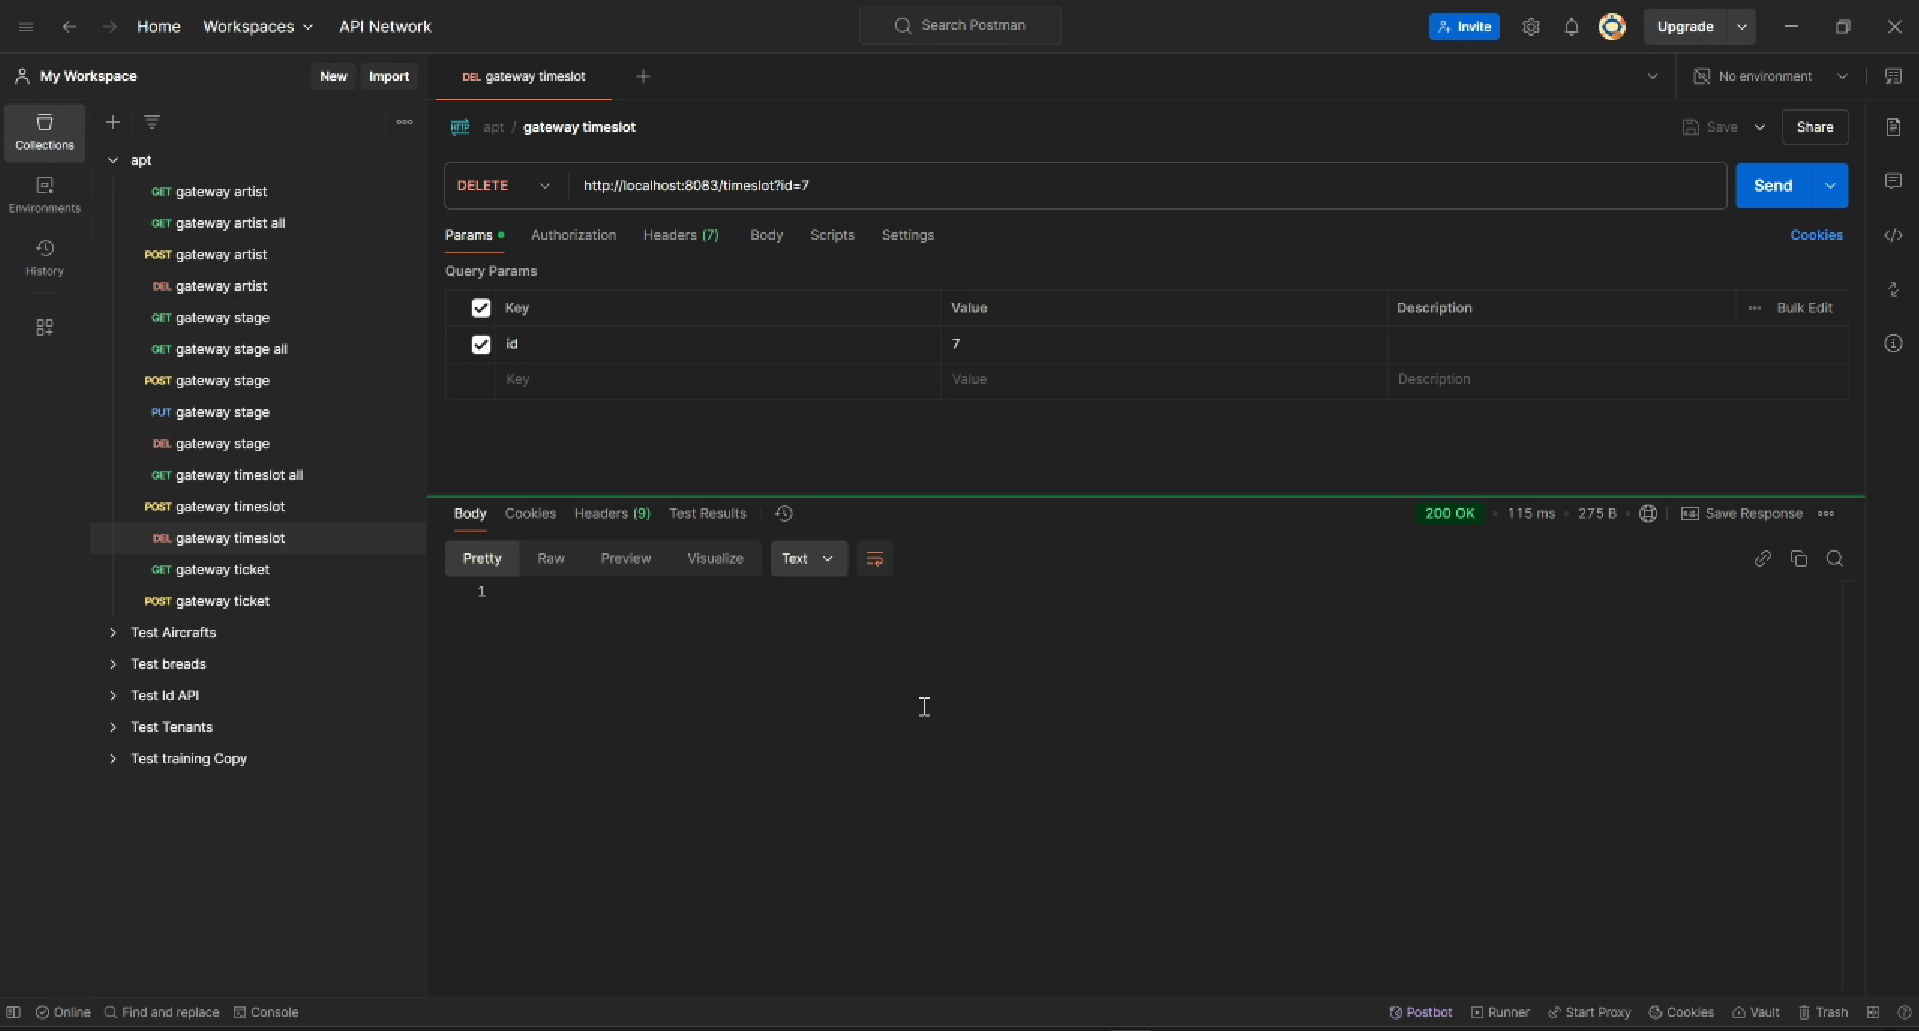 Home Workspaces API Network Search Postman Invite Upgrade
My Workspace New Import DEL gateway timeslot No environment
Collections
Environments
History
apt
GET gateway artist
GET gateway artist all
POST gateway artist
DEL gateway artist
GET gateway stage
GET gateway stage all
POST gateway stage
PUT gateway stage
DEL gateway stage
GET gateway timeslot all
POST gateway timeslot
DEL gateway timeslot
GET gateway ticket
POST gateway ticket
Test Aircrafts
Test breads
Test Id API
Test Tenants
Test training Copy
HTTP apt / gateway timeslot Save Share
DELETE http://localhost:8083/timeslot?id=7 Send
Params Authorization Headers (7) Body Scripts Settings Cookies
Query Params
Key Value Description Bulk Edit
id 7
Key Value Description
Body Cookies Headers (9) Test Results 200 OK 115 ms 275 B Save Response
Pretty Raw Preview Visualize Text
1
Online Find and replace Console Postbot Runner Start Proxy Cookies Vault Trash